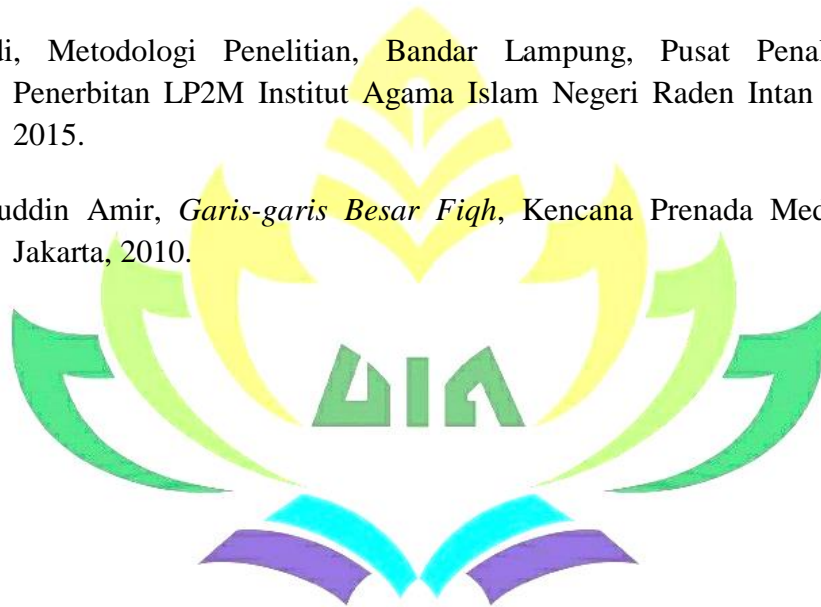 di, Metodologi Penelitian, Bandar Lampung, Pusat Penal
Penerbitan LP2M Institut Agama Islam Negeri Raden Intan
2015.
uddin Amir, Garis-garis Besar Fiqh, Kencana Prenada Med
Jakarta, 2010.
UIN